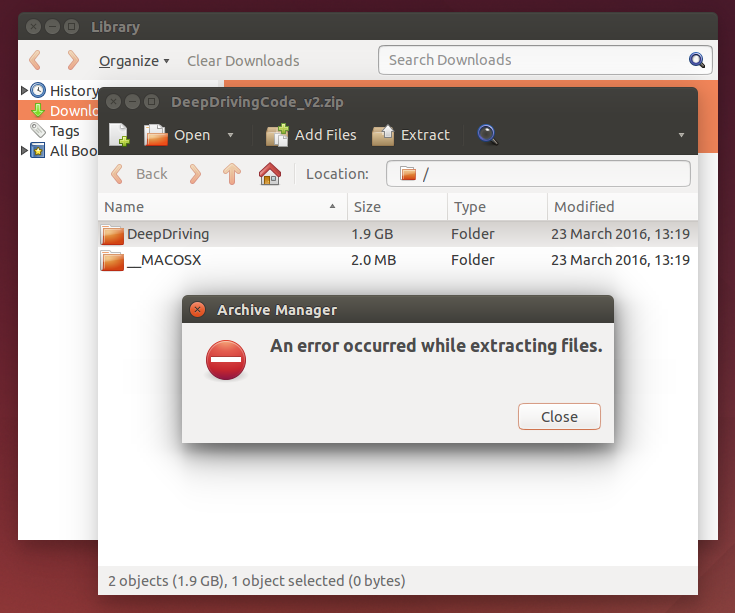 Library
Organize
Clear Downloads
Search Downloads
History
Downlo
Tags
All Boo
DeepDrivingCode_v2.zip
Open
Add Files
Extract
Back
Location:
/
Name
Size
Type
Modified
DeepDriving
1.9 GB
Folder
23 March 2016, 13:19
__MACOSX
2.0 MB
Folder
23 March 2016, 13:19
Archive Manager
An error occurred while extracting files.
Close
2 objects (1.9 GB), 1 object selected (0 bytes)